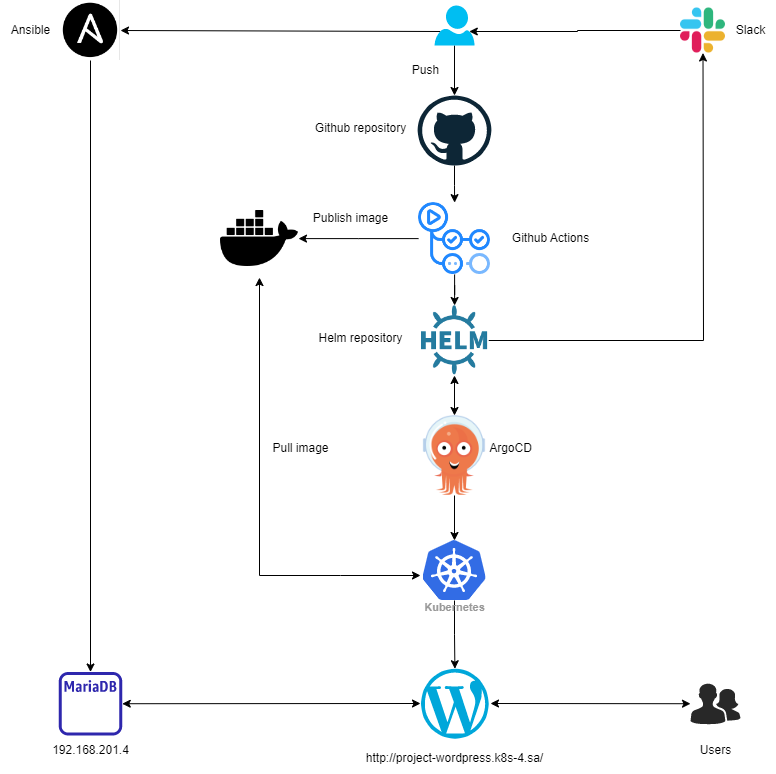 Ansible
Slack
Push
Github repository
Publish image
Github Actions
Helm repository
HELM
Pull image
ArgoCD
Kubernetes
MariaDB
192.168.201.4
http://project-wordpress.k8s-4.sa/
Users